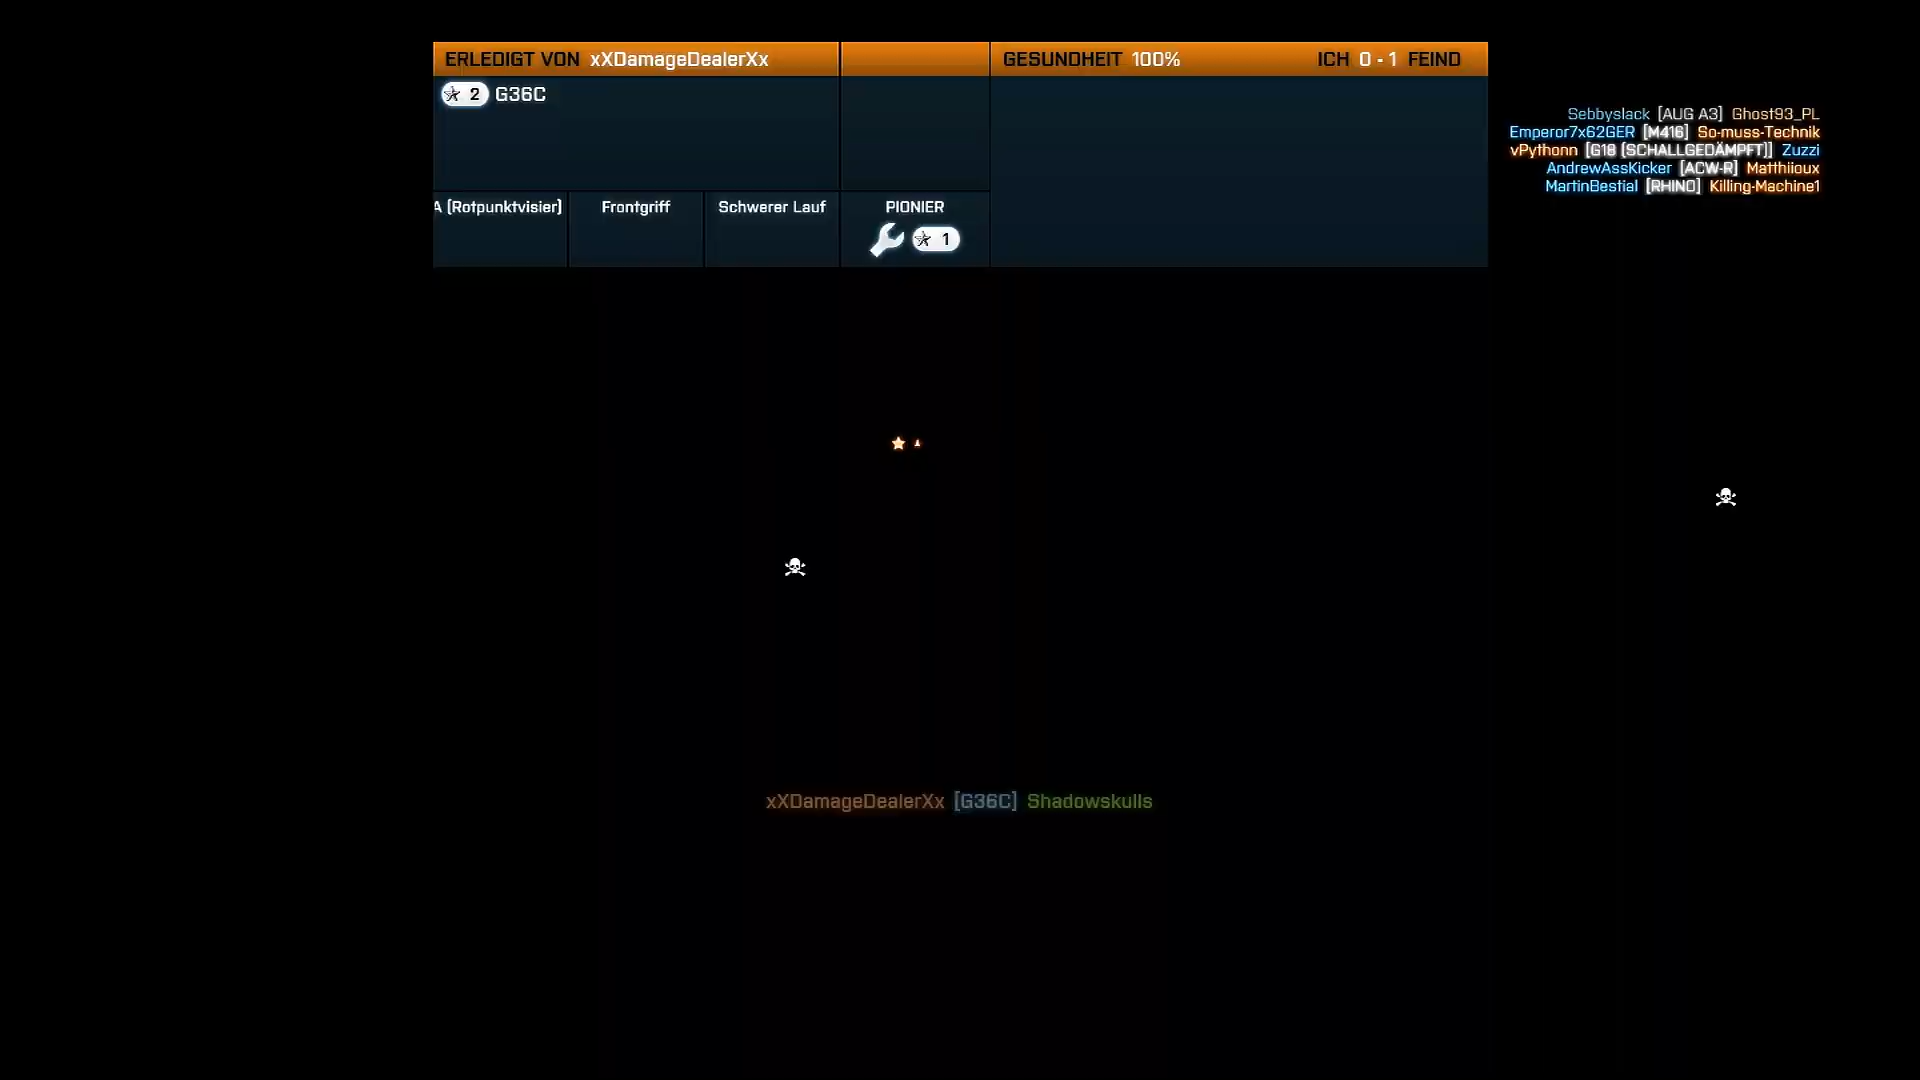 ERLEDIGT VON xXDamageDealerXx
GESUNDHEIT 100%
ICH 0 - 1 FEIND
2 G36C
A (Rotpunktvisier)
Frontgriff
Schwerer Lauf
PIONIER
1
Sebbyslack [AUG A3] Ghost93_PL
Emperor7x62GER [M416] So-muss-Technik
vPythonn [G18 (SCHALLGEDÄMPFT)] Zuzzi
AndrewAssKicker [ACW-R] Matthiioux
MartinBestial [RHINO] Killing-Machine1
xXDamageDealerXx [G36C] Shadowskulls